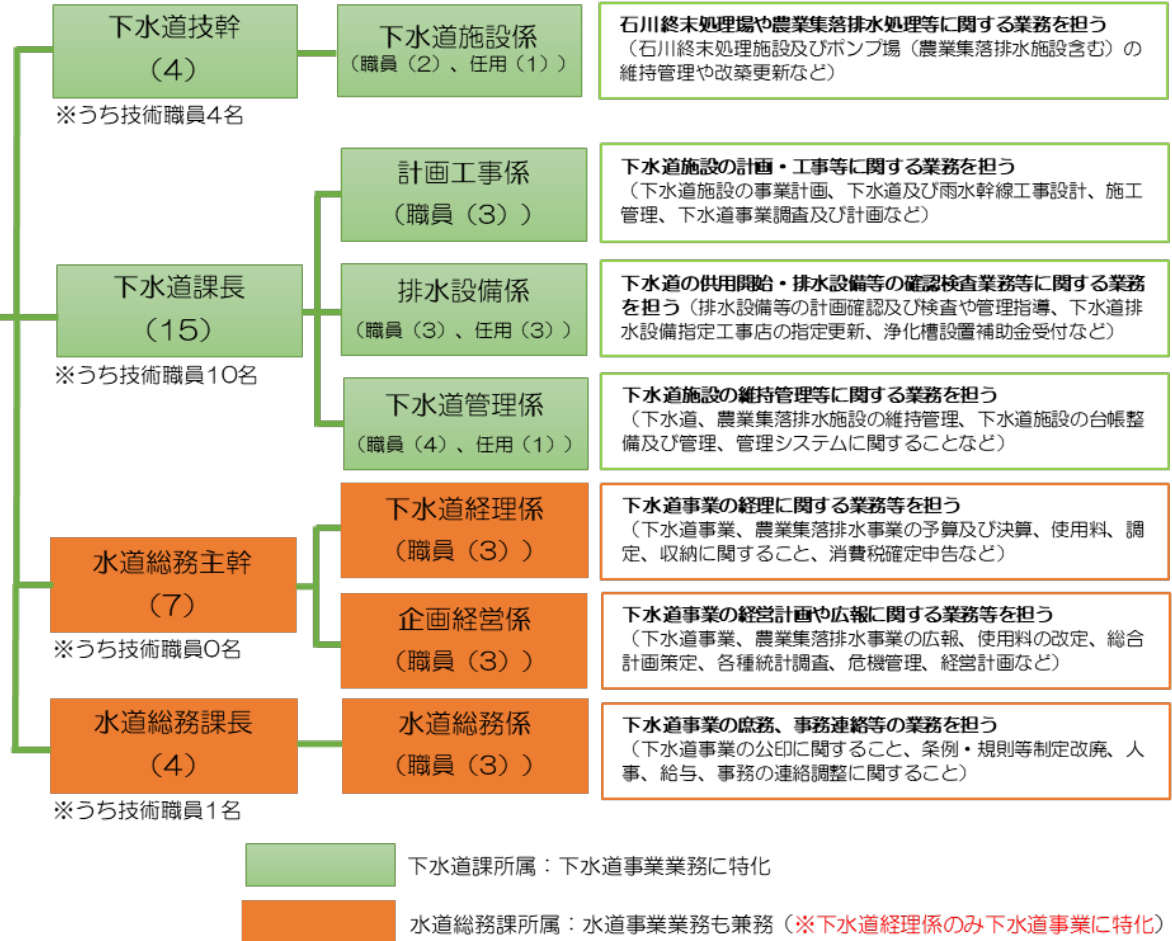 下水道技幹
（4）
※うち技術職員4名
下水道施設係
（職員（2）、任用（1））
石川終末処理場や農業集落排水処理等に関する業務を担う
（石川終末処理施設及びポンプ場（農業集落排水施設含む）の
維持管理や改築更新など）
下水道課長
（15）
※うち技術職員10名
計画工事係
（職員（3））
下水道施設の計画・工事等に関する業務を担う
（下水道施設の事業計画、下水道及び雨水幹線工事設計、施工
管理、下水道事業調査及び計画など）
排水設備係
（職員（3）、任用（3））
下水道の供用開始・排水設備等の確認検査業務等に関する業務
を担う（排水設備等の計画確認及び検査や管理指導、下水道排
水設備指定工事店の指定更新、浄化槽設置補助金受付など）
下水道管理係
（職員（4）、任用（1））
下水道施設の維持管理等に関する業務を担う
（下水道、農業集落排水施設の維持管理、下水道施設の台帳整
備及び管理、管理システムに関することなど）
水道総務主幹
（7）
※うち技術職員0名
下水道経理係
（職員（3））
下水道事業の経理に関する業務等を担う
（下水道事業、農業集落排水事業の予算及び決算、使用料、調
定、収納に関すること、消費税確定申告など）
企画経営係
（職員（3））
下水道事業の経営計画や広報に関する業務等を担う
（下水道事業、農業集落排水事業の広報、使用料の改定、総合
計画策定、各種統計調査、危機管理、経営計画など）
水道総務課長
（4）
※うち技術職員1名
水道総務係
（職員（3））
下水道事業の庶務、事務連絡等の業務を担う
（下水道事業の公印に関すること、条例・規則等制定改廃、人
事、給与、事務の連絡調整に関すること）
下水道課所属：下水道事業業務に特化
水道総務課所属：水道事業業務も兼務（※下水道経理係のみ下水道事業に特化）